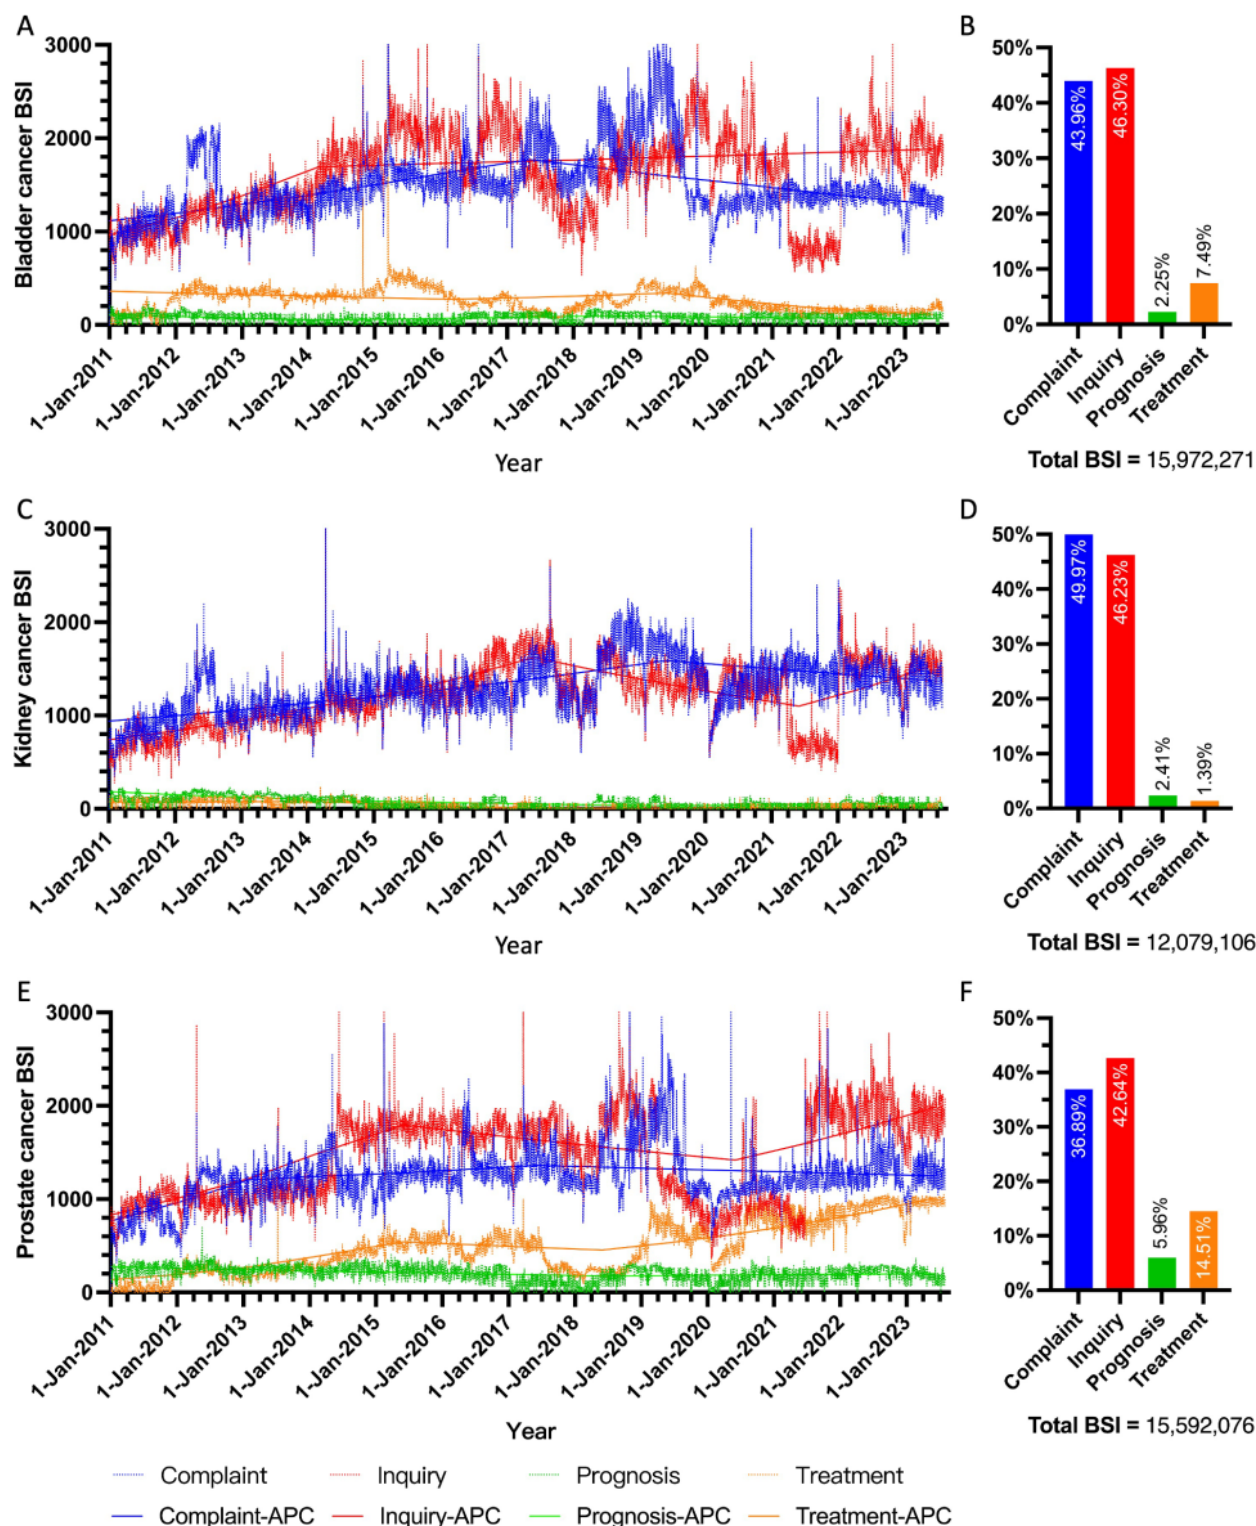 A
Bladder cancer BSI
3000
2000
1000
0
1-Jan-2011
1-Jan-2012
1-Jan-2013
1-Jan-2014
1-Jan-2015
1-Jan-2016
1-Jan-2017
1-Jan-2018
1-Jan-2019
1-Jan-2020
1-Jan-2021
1-Jan-2022
1-Jan-2023
Year
B
50%
40%
30%
20%
10%
0%
43.96%
46.30%
2.25%
7.49%
Complaint
Inquiry
Prognosis
Treatment
Total BSI = 15,972,271
C
Kidney cancer BSI
3000
2000
1000
0
1-Jan-2011
1-Jan-2012
1-Jan-2013
1-Jan-2014
1-Jan-2015
1-Jan-2016
1-Jan-2017
1-Jan-2018
1-Jan-2019
1-Jan-2020
1-Jan-2021
1-Jan-2022
1-Jan-2023
Year
D
50%
40%
30%
20%
10%
0%
49.97%
46.23%
2.41%
1.39%
Complaint
Inquiry
Prognosis
Treatment
Total BSI = 12,079,106
E
Prostate cancer BSI
3000
2000
1000
0
1-Jan-2011
1-Jan-2012
1-Jan-2013
1-Jan-2014
1-Jan-2015
1-Jan-2016
1-Jan-2017
1-Jan-2018
1-Jan-2019
1-Jan-2020
1-Jan-2021
1-Jan-2022
1-Jan-2023
Year
F
50%
40%
30%
20%
10%
0%
36.89%
42.64%
5.96%
14.51%
Complaint
Inquiry
Prognosis
Treatment
Total BSI = 15,592,076
Complaint Inquiry Prognosis Treatment
Complaint-APC Inquiry-APC Prognosis-APC Treatment-APC